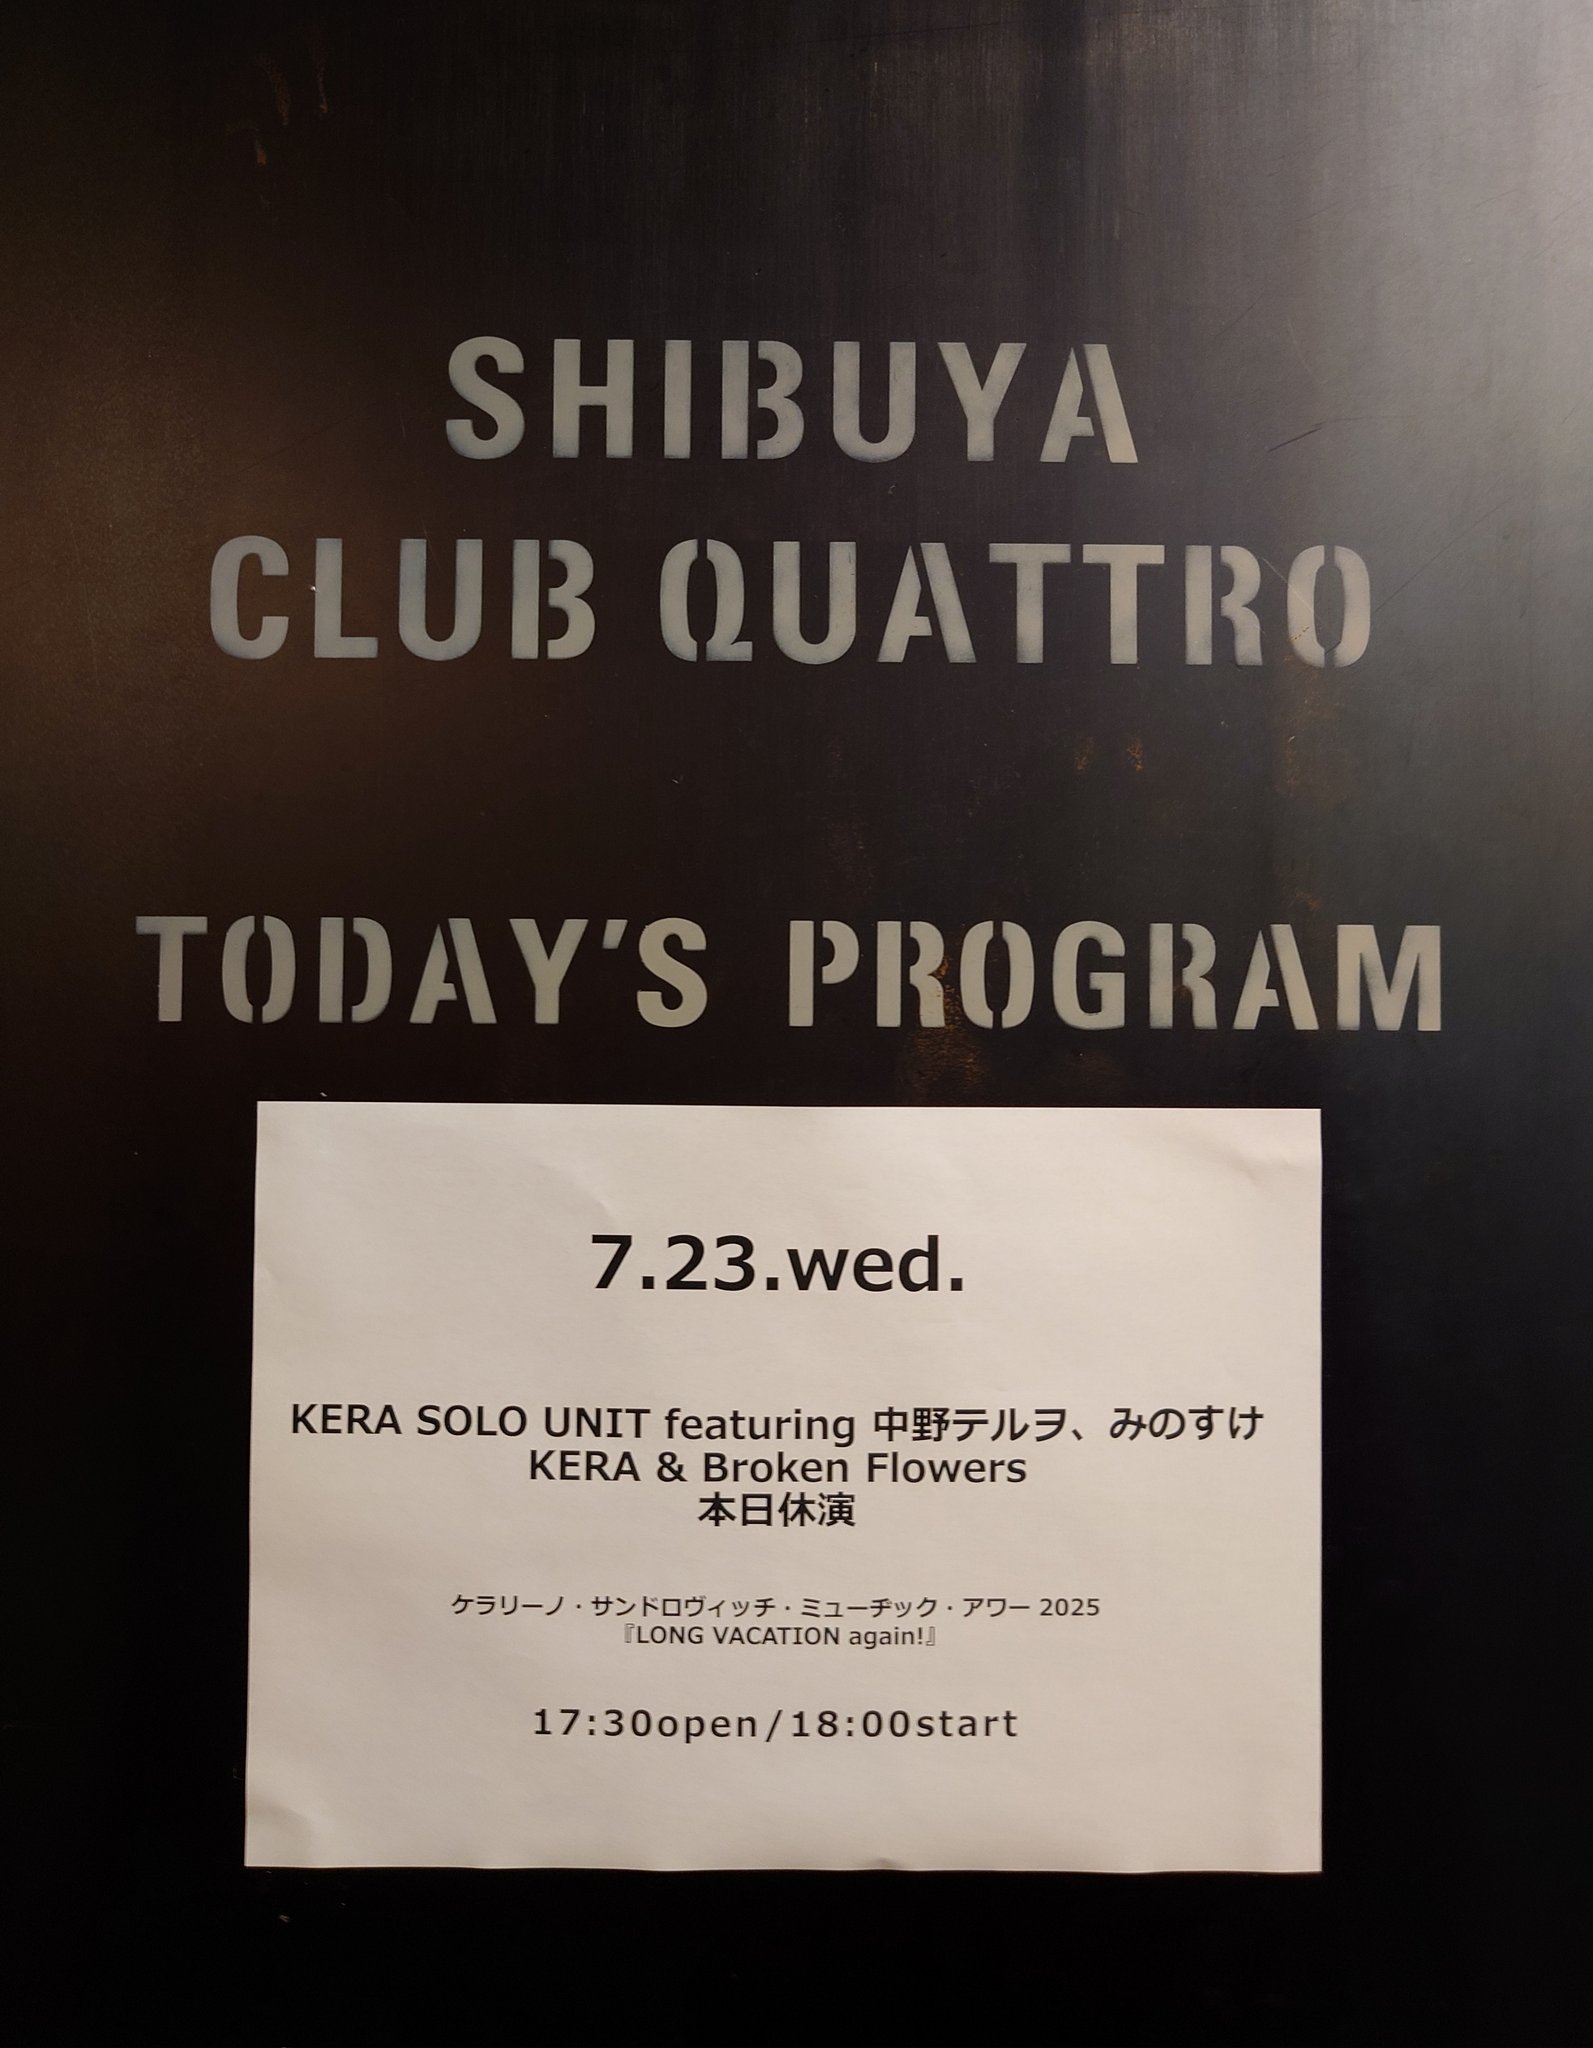 SHIBUYA
CLUB QUATTRO
TODAY'S PROGRAM
7.23.wed.
KERA SOLO UNIT featuring 中野テルヲ、みのすけ
KERA & Broken Flowers
本日休演
ケラリーノ・サンドロヴィッチ・ミューヂック・アワー 2025
『LONG VACATION again!』
17:30open/18:00start